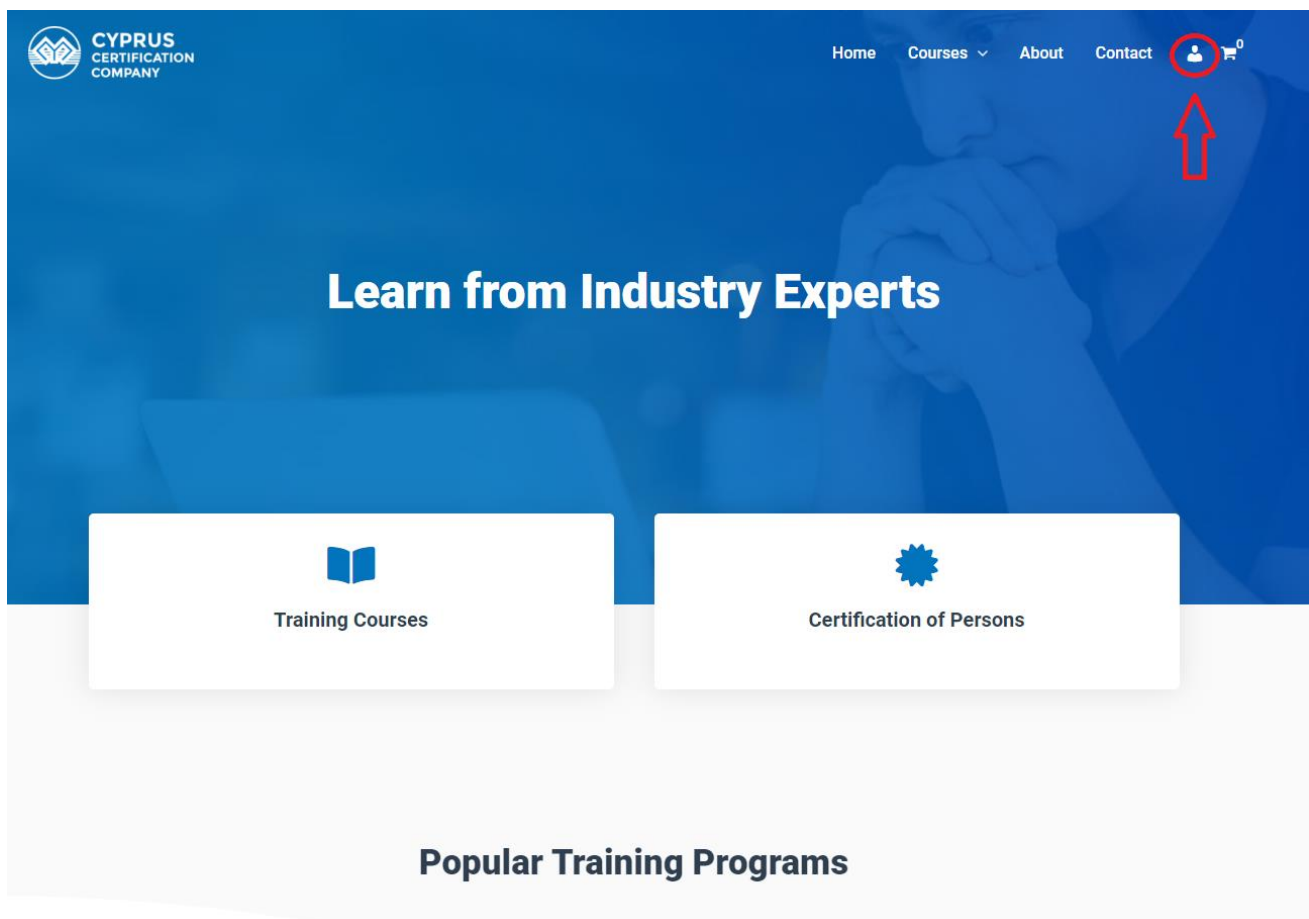 CYPRUS
CERTIFICATION
COMPANY
Home Courses About Contact 0
Learn from Industry Experts
Training Courses
Certification of Persons
Popular Training Programs